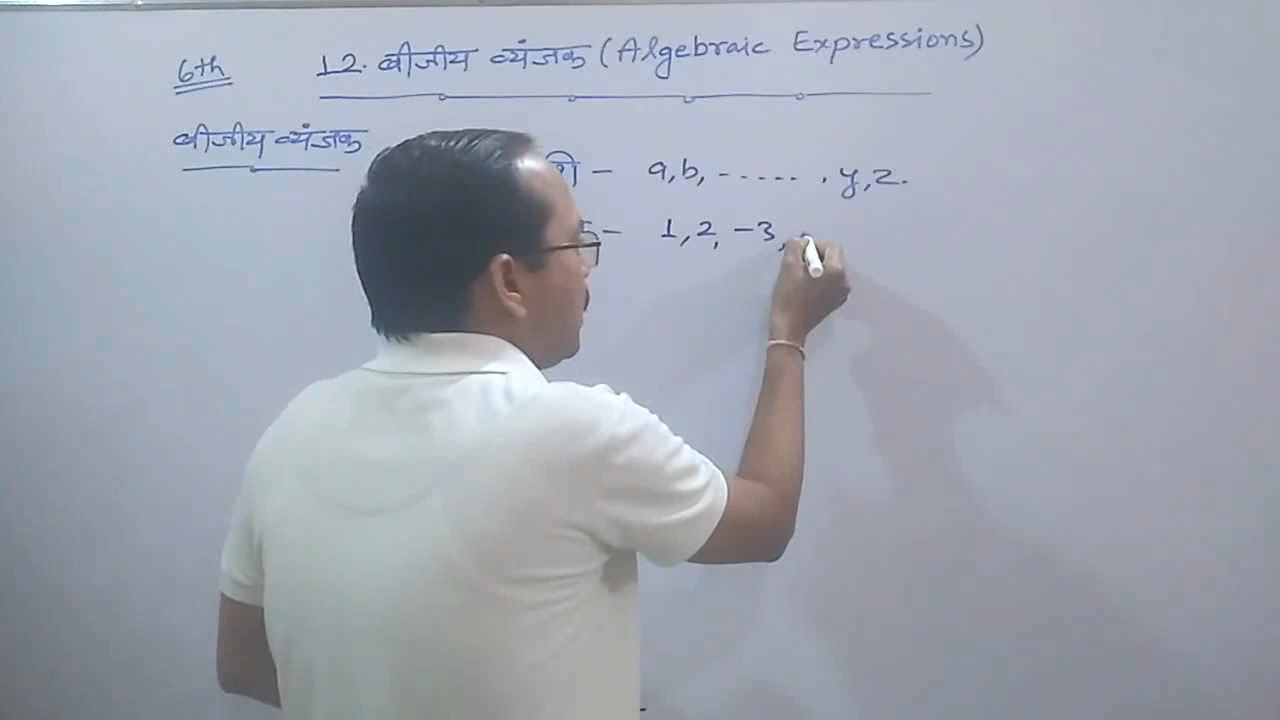 6th 12. बीजीय व्यंजक (Algebraic Expressions)
बीजीय व्यंजक
शि - a, b, ------, y, z.
- 1, 2, -3,